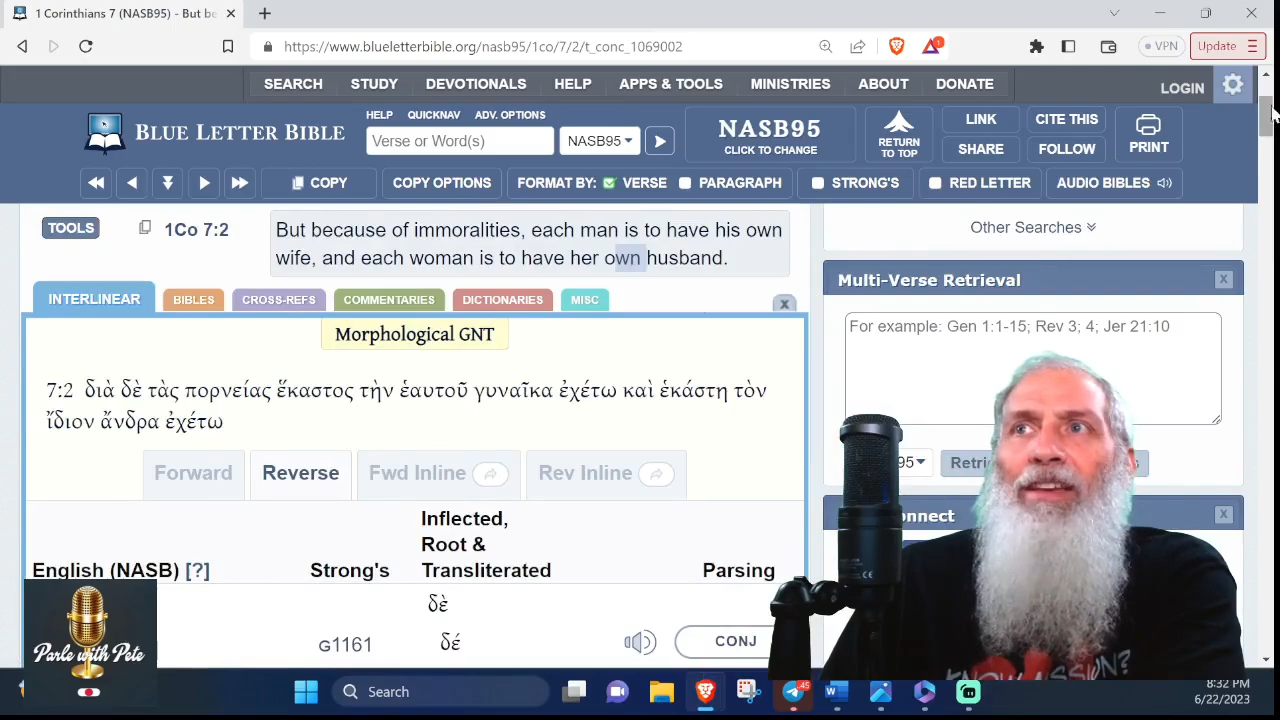 1 Corinthians 7 (NASB95) - But be
https://www.blueletterbible.org/nasb95/1co/7/2/t_conc_1069002
VPN
Update
SEARCH STUDY DEVOTIONALS HELP APPS & TOOLS MINISTRIES ABOUT DONATE
LOGIN
BLUE LETTER BIBLE
HELP QUICKNAV ADV. OPTIONS
Verse or Word(s)
NASB95
NASB95
CLICK TO CHANGE
RETURN
TO TOP
LINK
CITE THIS
SHARE
FOLLOW
PRINT
COPY
COPY OPTIONS
FORMAT BY: VERSE PARAGRAPH
STRONG'S
RED LETTER
AUDIO BIBLES
TOOLS
1Co 7:2
But because of immoralities, each man is to have his own
wife, and each woman is to have her own husband.
INTERLINEAR BIBLES CROSS-REFS COMMENTARIES DICTIONARIES MISC
x
Morphological GNT
7:2 διὰ δὲ τὰς πορνείας ἕκαστος τὴν ἑαυτοῦ γυναῖκα ἐχέτω καὶ ἑκάστη τὸν
ἴδιον ἄνδρα ἐχέτω
Forward Reverse Fwd Inline Rev Inline
English (NASB) [?]
Strong's
Inflected,
Root &
Transliterated
Parsing
δὲ
G1161
δέ
CONJ
Other Searches
Multi-Verse Retrieval
X
For example: Gen 1:1-15; Rev 3; 4; Jer 21:10
95
Retri
onnect
X
Parle with Pete
Search
45
8:32 PM
6/22/2023